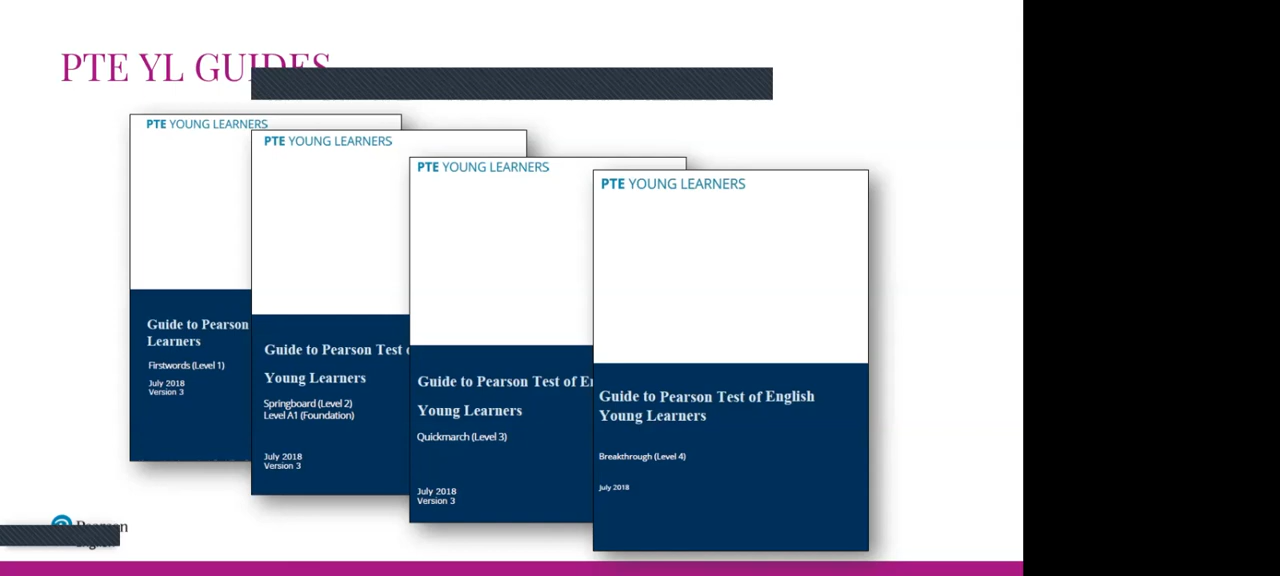 PTE YL GUIDES
PTE YOUNG LEARNERS
Guide to Pearson
Learners
Firstwords (Level 1)
July 2018
Version 3
PTE YOUNG LEARNERS
Guide to Pearson Test
Young Learners
Springboard (Level 2)
Level A1 (Foundation)
July 2018
Version 3
PTE YOUNG LEARNERS
Guide to Pearson Test of
Young Learners
Quickmarch (Level 3)
July 2018
Version 3
PTE YOUNG LEARNERS
Guide to Pearson Test of English
Young Learners
Breakthrough (Level 4)
July 2018
Pearson